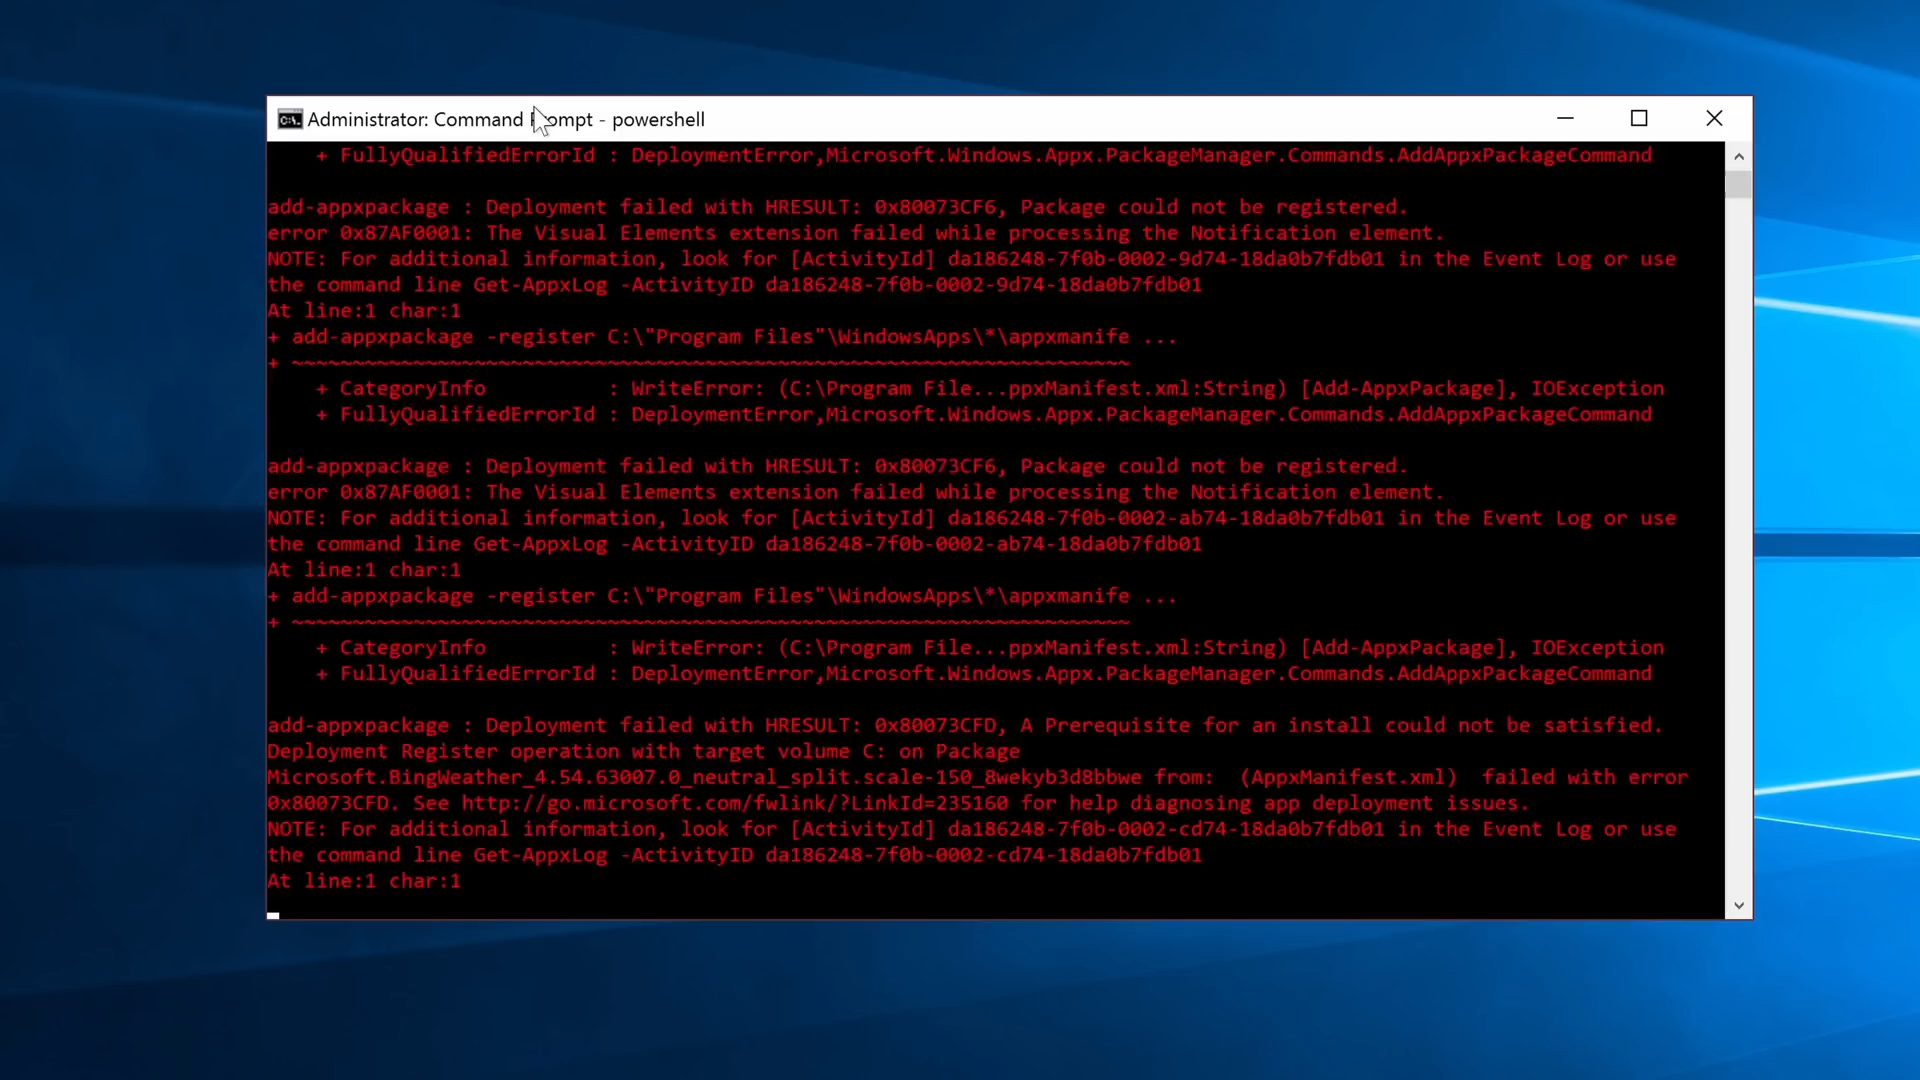 Administrator: Command Prompt - powershell
+ FullyQualifiedErrorId : DeploymentError,Microsoft.Windows.Appx.PackageManager.Commands.AddAppxPackageCommand
add-appxpackage : Deployment failed with HRESULT: 0x80073CF6, Package could not be registered.
error 0x87AF0001: The Visual Elements extension failed while processing the Notification element.
NOTE: For additional information, look for [ActivityId] da186248-7f0b-0002-9d74-18da0b7fdb01 in the Event Log or use
the command line Get-AppxLog -ActivityID da186248-7f0b-0002-9d74-18da0b7fdb01
At line:1 char:1
+ add-appxpackage -register C:\"Program Files"\WindowsApps\*\appxmanife ...
+ ~~~~~~~~~~~~~~~~~~~~~~~~~~~~~~~~~~~~~~~~~~~~~~~~~~~~~~~~~~~~~~~~~~~~~
+ CategoryInfo          : WriteError: (C:\Program File...ppxManifest.xml:String) [Add-AppxPackage], IOException
+ FullyQualifiedErrorId : DeploymentError,Microsoft.Windows.Appx.PackageManager.Commands.AddAppxPackageCommand
add-appxpackage : Deployment failed with HRESULT: 0x80073CF6, Package could not be registered.
error 0x87AF0001: The Visual Elements extension failed while processing the Notification element.
NOTE: For additional information, look for [ActivityId] da186248-7f0b-0002-ab74-18da0b7fdb01 in the Event Log or use
the command line Get-AppxLog -ActivityID da186248-7f0b-0002-ab74-18da0b7fdb01
At line:1 char:1
+ add-appxpackage -register C:\"Program Files"\WindowsApps\*\appxmanife ...
+ ~~~~~~~~~~~~~~~~~~~~~~~~~~~~~~~~~~~~~~~~~~~~~~~~~~~~~~~~~~~~~~~~~~~~~
+ CategoryInfo          : WriteError: (C:\Program File...ppxManifest.xml:String) [Add-AppxPackage], IOException
+ FullyQualifiedErrorId : DeploymentError,Microsoft.Windows.Appx.PackageManager.Commands.AddAppxPackageCommand
add-appxpackage : Deployment failed with HRESULT: 0x80073CFD, A Prerequisite for an install could not be satisfied.
Deployment Register operation with target volume C: on Package
Microsoft.BingWeather_4.54.63007.0_neutral_split.scale-150_8wekyb3d8bbwe from:  (AppxManifest.xml)  failed with error
0x80073CFD. See http://go.microsoft.com/fwlink/?LinkId=235160 for help diagnosing app deployment issues.
NOTE: For additional information, look for [ActivityId] da186248-7f0b-0002-cd74-18da0b7fdb01 in the Event Log or use
the command line Get-AppxLog -ActivityID da186248-7f0b-0002-cd74-18da0b7fdb01
At line:1 char:1